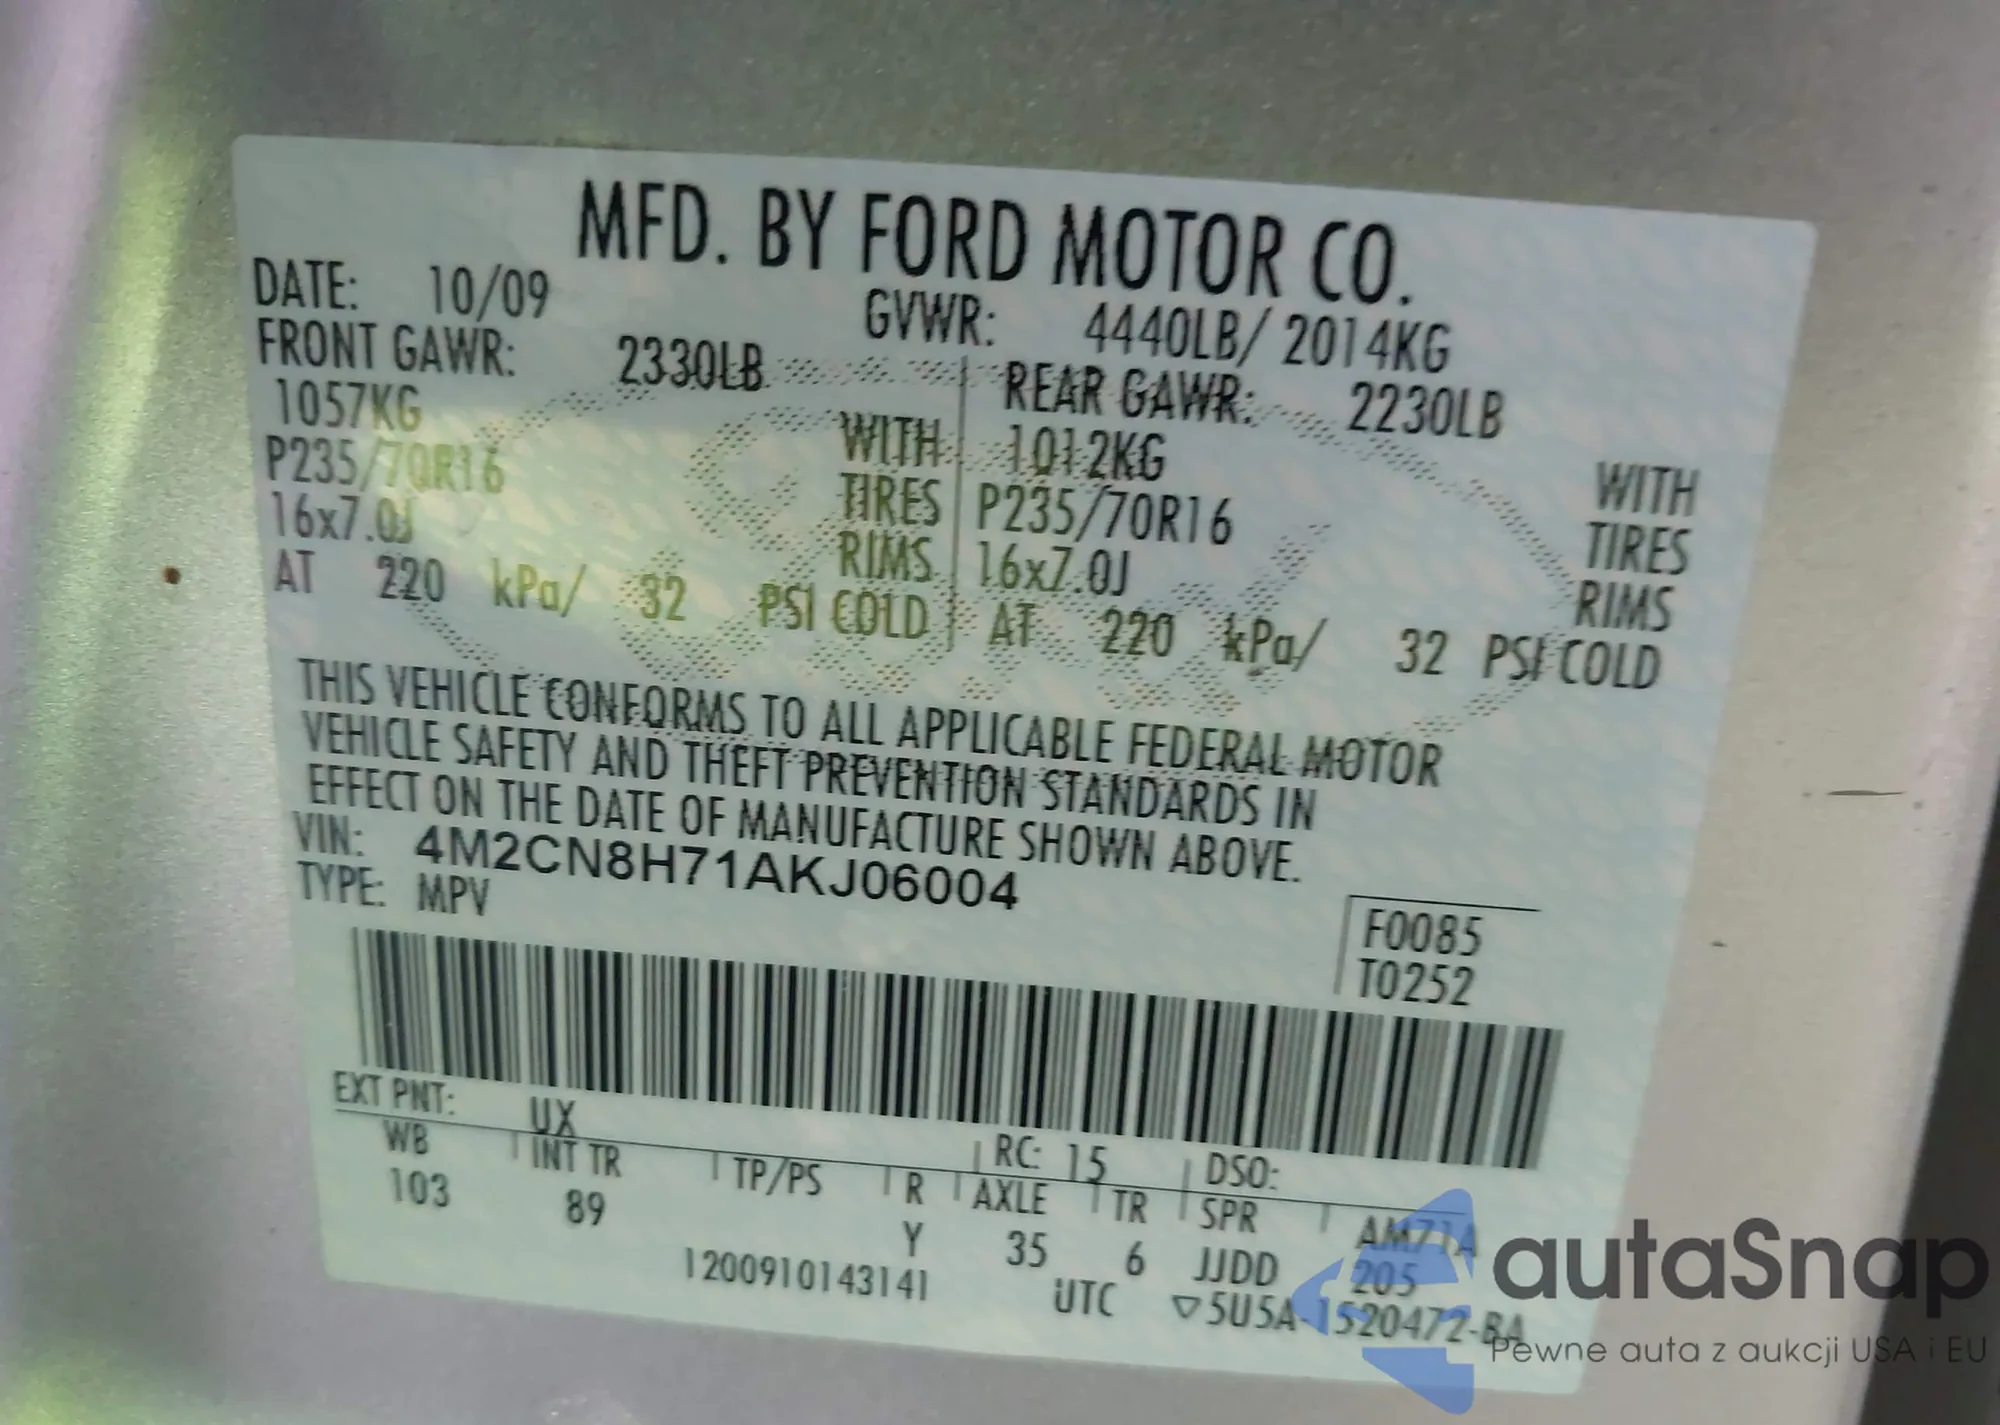 MFD. BY FORD MOTOR CO.
DATE: 10/09 GVWR: 4440LB/ 2014KG
FRONT GAWR: 2330LB REAR GAWR: 2230LB
1057KG WITH 1012KG WITH
P235/70R16 TIRES P235/70R16 TIRES
16x7.0J RIMS 16x7.0J RIMS
AT 220 kPa/ 32 PSI COLD AT 220 kPa/ 32 PSI COLD
THIS VEHICLE CONFORMS TO ALL APPLICABLE FEDERAL MOTOR
VEHICLE SAFETY AND THEFT PREVENTION STANDARDS IN
EFFECT ON THE DATE OF MANUFACTURE SHOWN ABOVE.
VIN: 4M2CN8H71AKJ06004
TYPE: MPV
F0085
T0252
EXT PNT: UX RC: 15 DSO:
WB INT TR TP/PS R AXLE TR SPR AM71A
103 89 Y 35 6 JJDD 205
1200910143141 UTC ▽5U5A-1520472-BA
autaSnap
Pewne auta z aukcji USA i EU